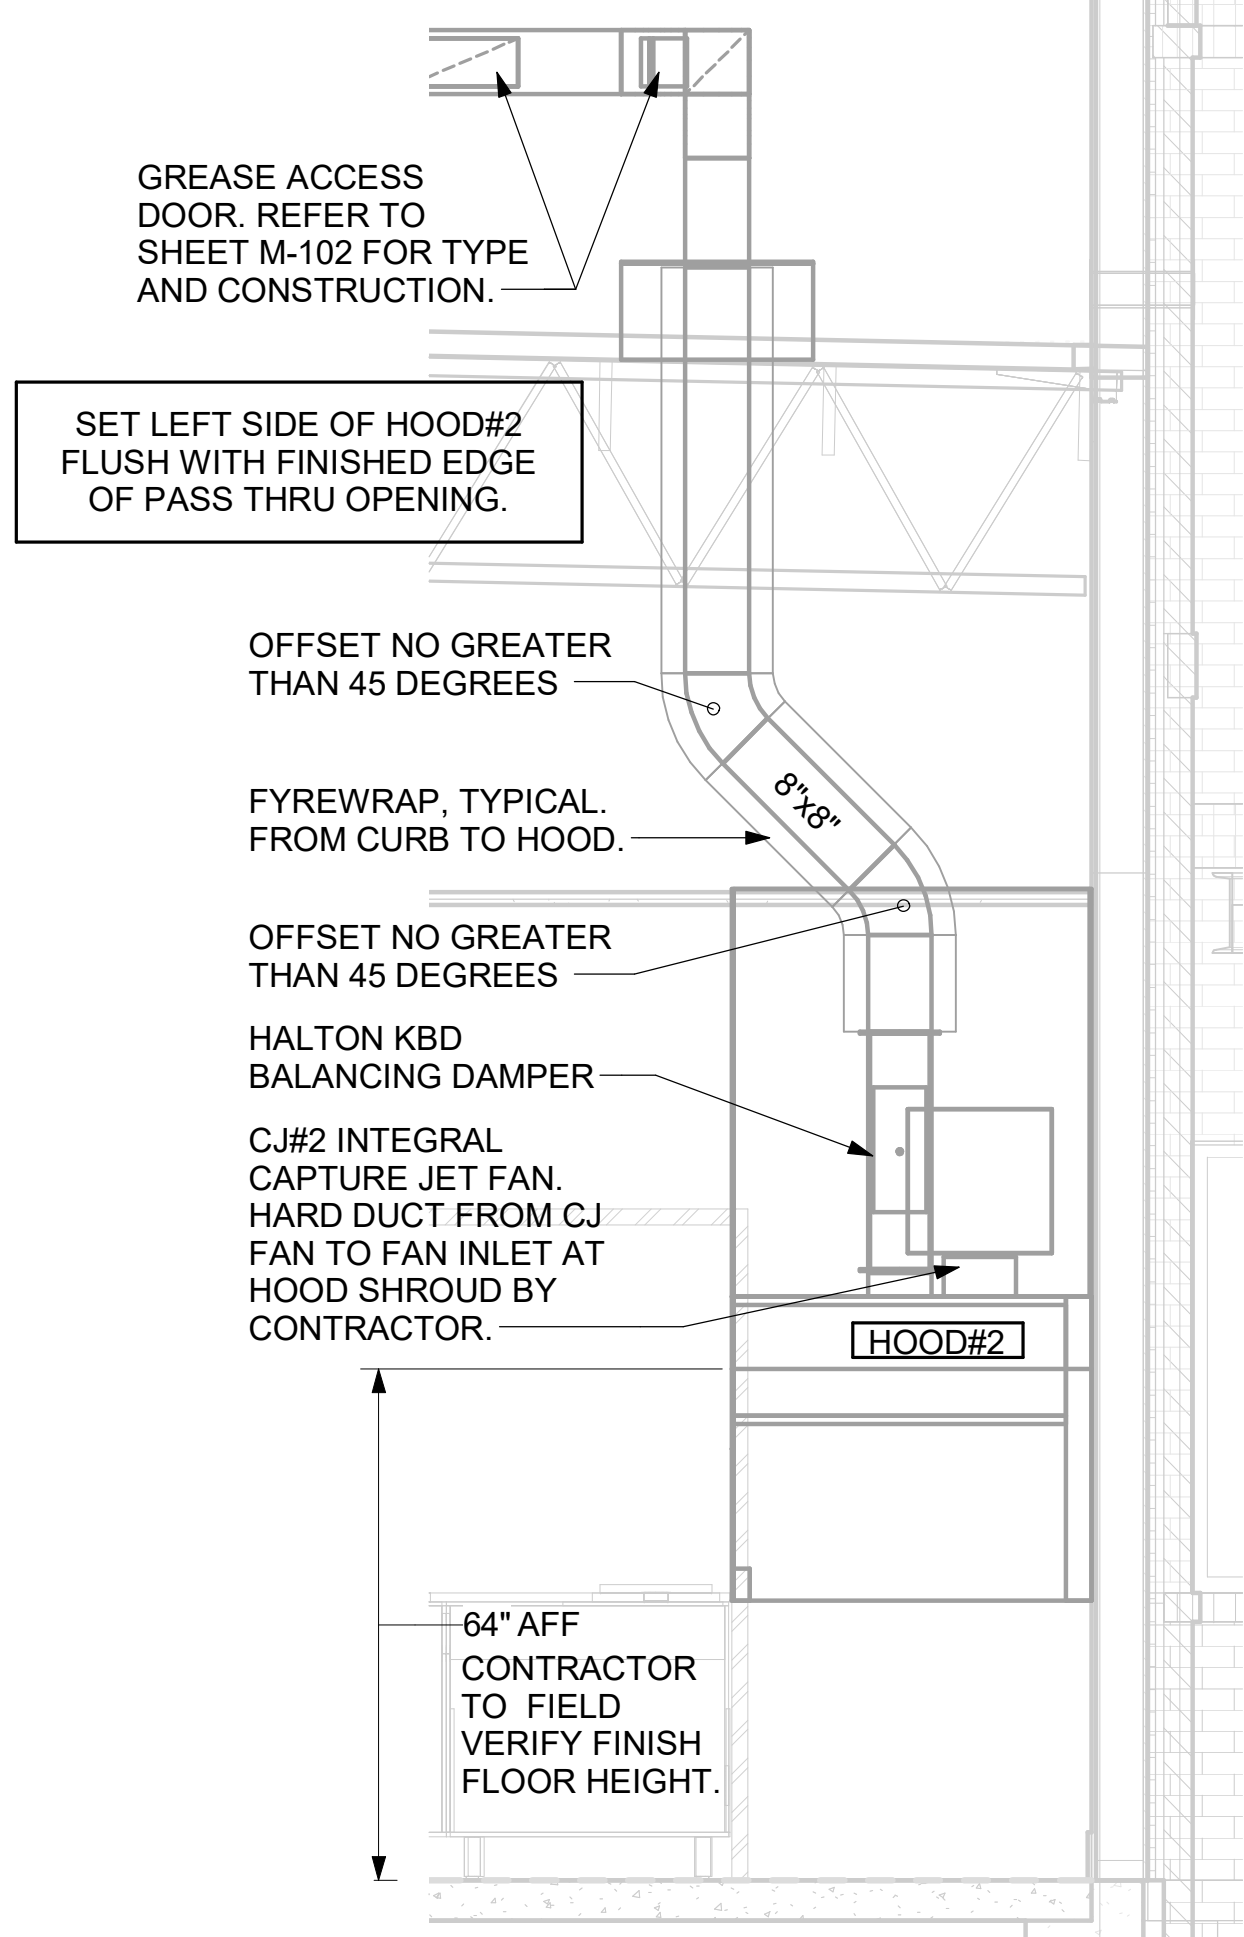 GREASE ACCESS
DOOR. REFER TO
SHEET M-102 FOR TYPE
AND CONSTRUCTION.
SET LEFT SIDE OF HOOD#2
FLUSH WITH FINISHED EDGE
OF PASS THRU OPENING.
OFFSET NO GREATER
THAN 45 DEGREES
8"x8"
FYREWRAP, TYPICAL.
FROM CURB TO HOOD.
OFFSET NO GREATER
THAN 45 DEGREES
HALTON KBD
BALANCING DAMPER
CJ#2 INTEGRAL
CAPTURE JET FAN.
HARD DUCT FROM CJ
FAN TO FAN INLET AT
HOOD SHROUD BY
CONTRACTOR.
HOOD#2
64" AFF
CONTRACTOR
TO FIELD
VERIFY FINISH
FLOOR HEIGHT.